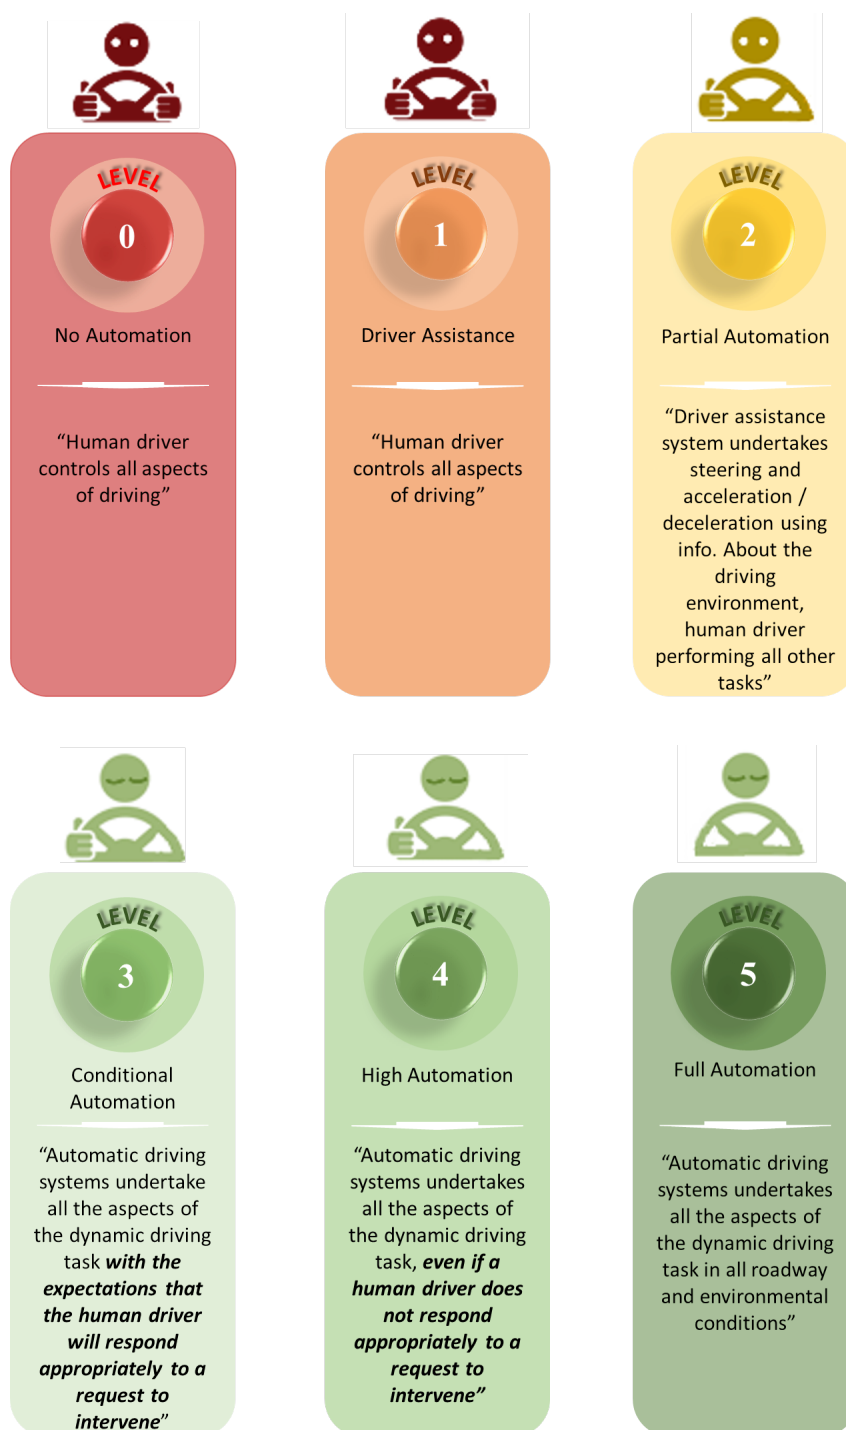 LEVEL
0
No Automation
“Human driver
controls all aspects
of driving”
LEVEL
1
Driver Assistance
“Human driver
controls all aspects
of driving”
LEVEL
2
Partial Automation
“Driver assistance
system undertakes
steering and
acceleration /
deceleration using
info. About the
driving
environment,
human driver
performing all other
tasks”
LEVEL
3
Conditional
Automation
“Automatic driving
systems undertake
all the aspects of
the dynamic driving
task with the
expectations that
the human driver
will respond
appropriately to a
request to
intervene”
LEVEL
4
High Automation
“Automatic driving
systems undertakes
all the aspects of
the dynamic driving
task, even if a
human driver does
not respond
appropriately to a
request to
intervene”
LEVEL
5
Full Automation
“Automatic driving
systems undertakes
all the aspects of
the dynamic driving
task in all roadway
and environmental
conditions”